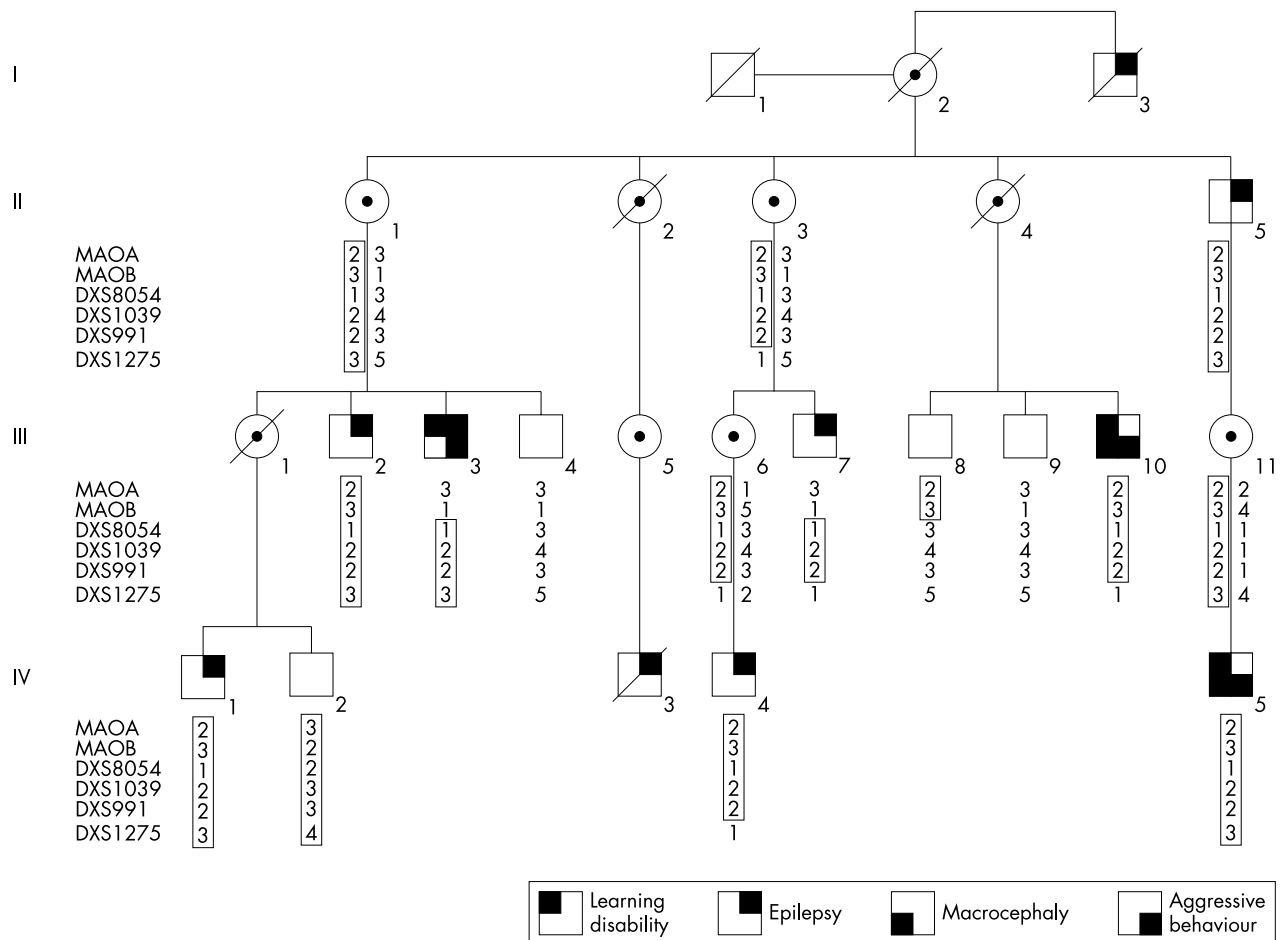 I
1 2 3
II
1 2 3 4 5
MAOA 2 3 2 3 2
MAOB 3 1 3 1 3
DXS8054 1 3 1 3 1
DXS1039 2 4 2 4 2
DXS991 2 3 2 3 2
DXS1275 3 5 1 5 3
III
1 2 3 4 5 6 7 8 9 10 11
MAOA 2 3 3 2 1 3 2 3 2 2 2
MAOB 3 1 1 3 5 1 3 1 3 3 4
DXS8054 1 1 3 1 3 1 3 3 1 1 1
DXS1039 2 2 4 2 4 2 4 4 2 2 1
DXS991 2 2 3 2 3 2 3 3 2 2 1
DXS1275 3 3 5 1 2 1 5 5 1 3 4
IV
1 2 3 4 5
MAOA 2 3 2 2
MAOB 3 2 3 3
DXS8054 1 2 1 1
DXS1039 2 3 2 2
DXS991 2 3 2 2
DXS1275 3 4 1 3
Learning
disability
Epilepsy
Macrocephaly
Aggressive
behaviour